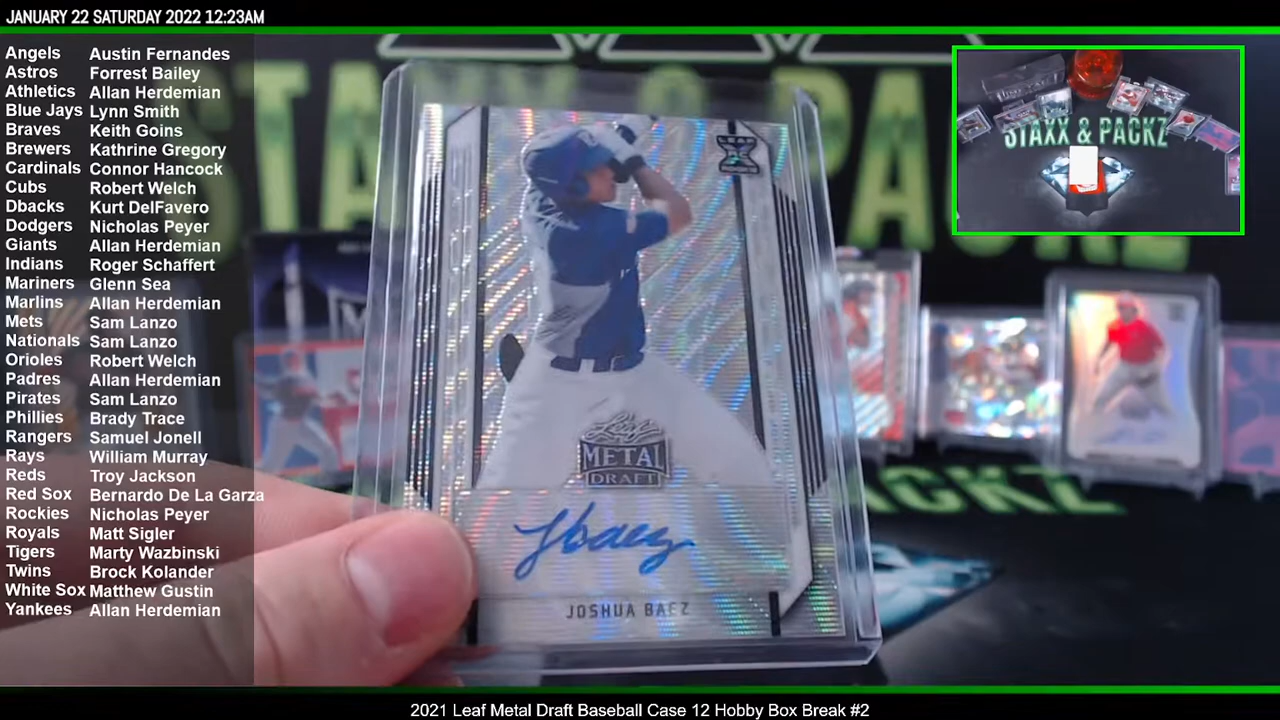 JANUARY 22 SATURDAY 2022 12:23AM
Angels Austin Fernandes
Astros Forrest Bailey
Athletics Allan Herdemian
Blue Jays Lynn Smith
Braves Keith Goins
Brewers Kathrine Gregory
Cardinals Connor Hancock
Cubs Robert Welch
Dbacks Kurt DelFavero
Dodgers Nicholas Peyer
Giants Allan Herdemian
Indians Roger Schaffert
Mariners Glenn Sea
Marlins Allan Herdemian
Mets Sam Lanzo
Nationals Sam Lanzo
Orioles Robert Welch
Padres Allan Herdemian
Pirates Sam Lanzo
Phillies Brady Trace
Rangers Samuel Jonell
Rays William Murray
Reds Troy Jackson
Red Sox Bernardo De La Garza
Rockies Nicholas Peyer
Royals Matt Sigler
Tigers Marty Wazbinski
Twins Brock Kolander
White Sox Matthew Gustin
Yankees Allan Herdemian
STAXX & PACKZ
LEAF
Leaf
METAL
DRAFT
Jbaez
JOSHUA BAEZ
STAXX & PACKZ
PACKZ
2021 Leaf Metal Draft Baseball Case 12 Hobby Box Break #2